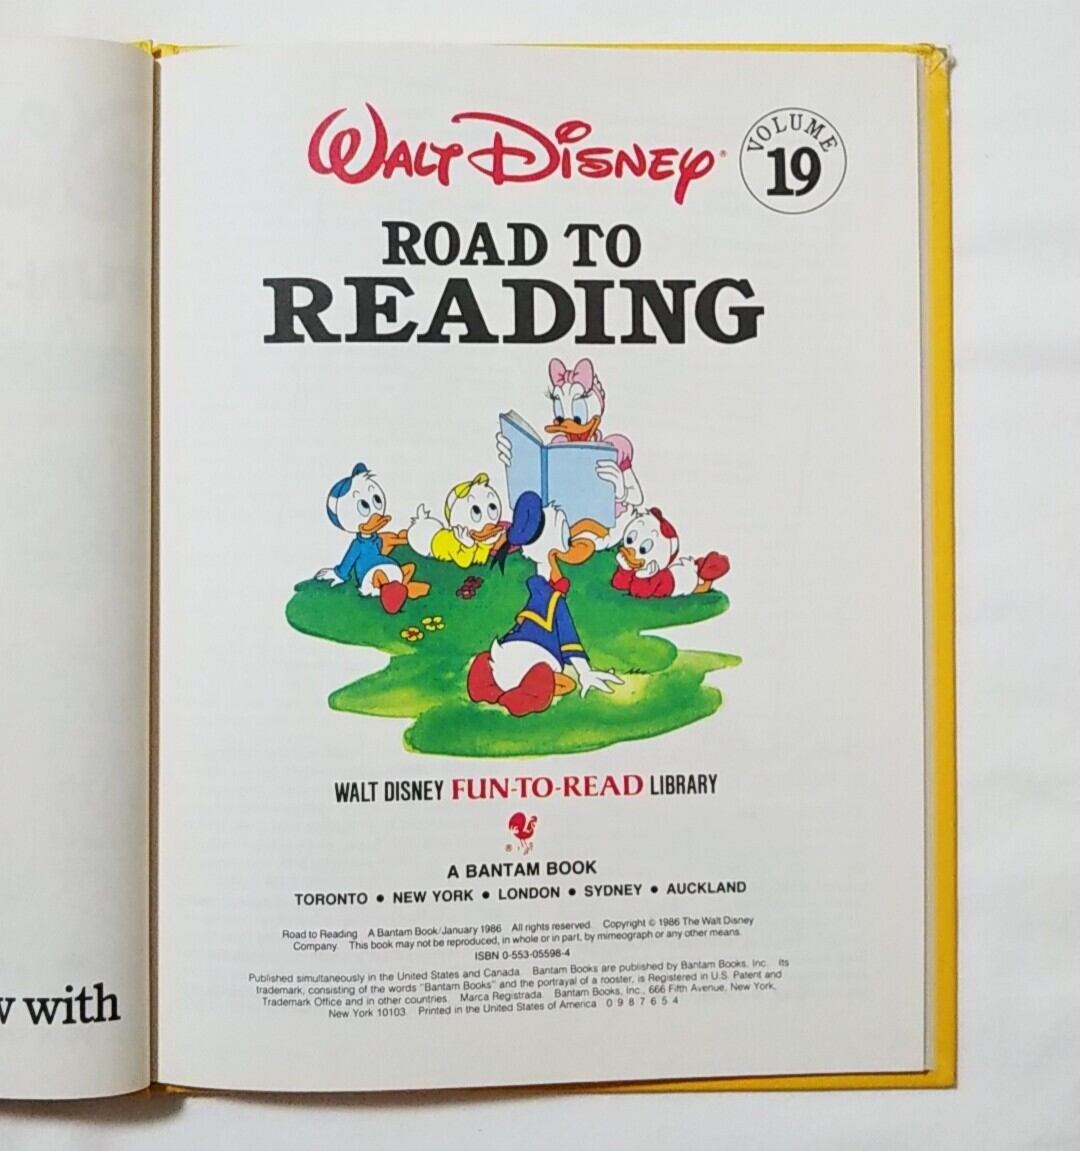 WALT DISNEY
VOLUME
19
ROAD TO
READING
WALT DISNEY FUN-TO-READ LIBRARY
®
A BANTAM BOOK
TORONTO • NEW YORK • LONDON • SYDNEY • AUCKLAND
Road to Reading A Bantam Book/January 1986 All rights reserved. Copyright © 1986 The Walt Disney
Company. This book may not be reproduced, in whole or in part, by mimeograph or any other means.
ISBN 0-553-05598-4
Published simultaneously in the United States and Canada. Bantam Books are published by Bantam Books, Inc. Its
trademark, consisting of the words "Bantam Books" and the portrayal of a rooster, is Registered in U.S. Patent and
Trademark Office and in other countries. Marca Registrada. Bantam Books, Inc., 666 Fifth Avenue, New York,
New York 10103. Printed in the United States of America 0 9 8 7 6 5 4
with